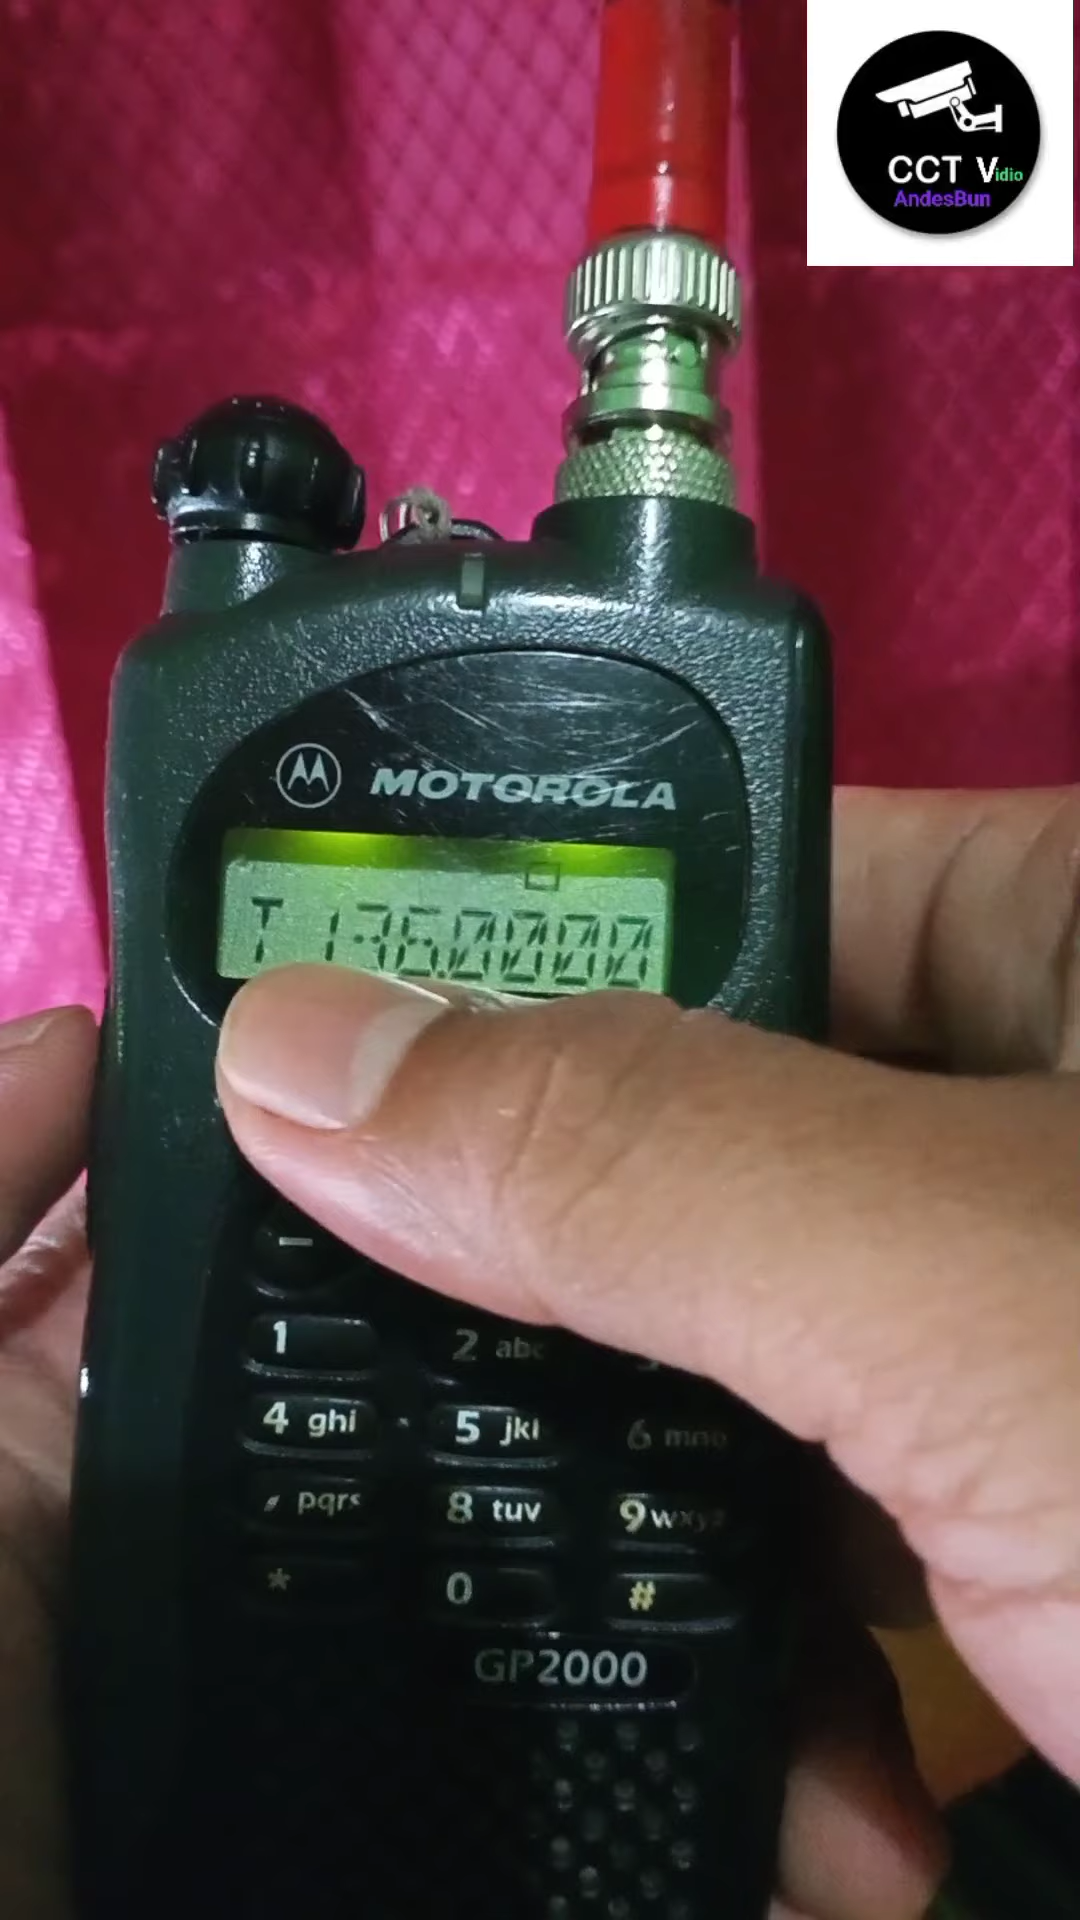 CCT Vidio
AndesBun
MOTOROLA
T 136.0000
1
2 abc
4 ghi
5 jkl
6 mno
pqrs
8 tuv
9 wxyz
*
0
#
GP2000